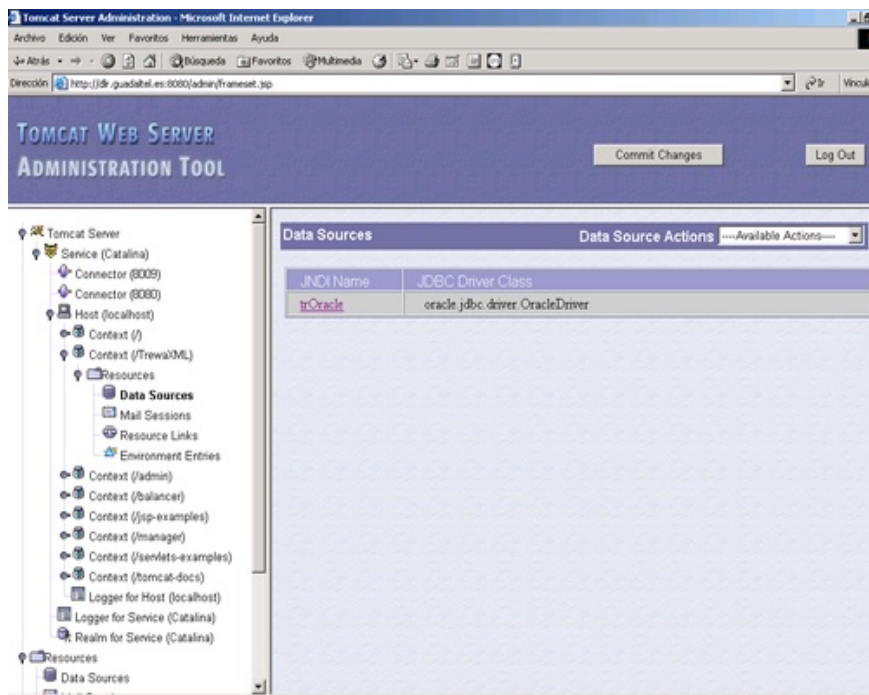 Tomcat Server Administration - Microsoft Internet Explorer
Archivo Edición Ver Favoritos Herramientas Ayuda
Atrás Búsqueda Favoritos Multimedia
Dirección http://dir.guadaltel.es:8080/admin/frameset.jsp Ir Víncul
TOMCAT WEB SERVER
ADMINISTRATION TOOL
Commit Changes
Log Out
Tomcat Server
Service (Catalina)
Connector (8009)
Connector (8080)
Host (localhost)
Context (/)
Context (/TrewaXML)
Resources
Data Sources
Mail Sessions
Resource Links
Environment Entries
Context (/admin)
Context (/balancer)
Context (/jsp-examples)
Context (/manager)
Context (/servlets-examples)
Context (/tomcat-docs)
Logger for Host (localhost)
Logger for Service (Catalina)
Realm for Service (Catalina)
Resources
Data Sources
Data Sources
Data Source Actions ----Available Actions----
JNDI Name JDBC Driver Class
trOracle oracle.jdbc.driver.OracleDriver